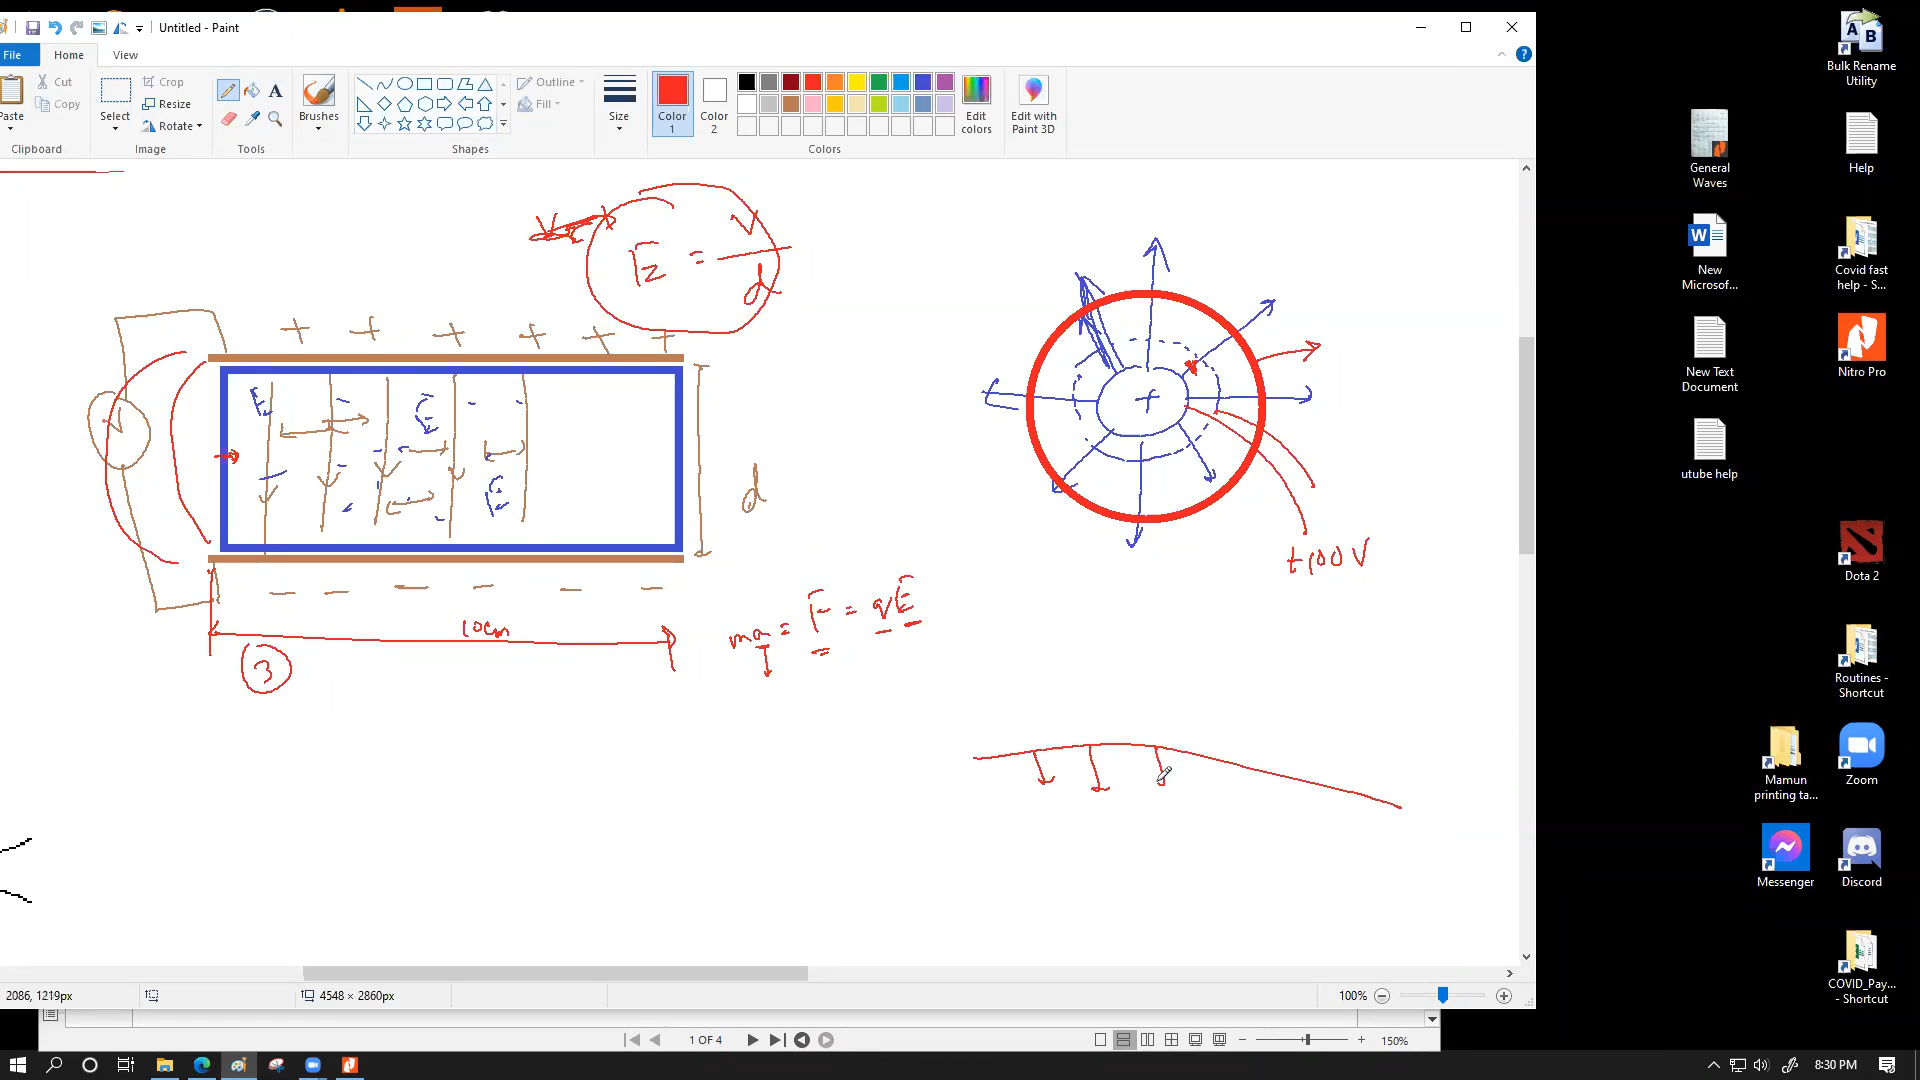 Untitled - Paint
File
Home
View
Paste
Cut
Copy
Clipboard
Select
Crop
Resize
Rotate
Image
Tools
Brushes
Shapes
Outline
Fill
Size
Color
1
Color
2
Edit
colors
Colors
Edit with
Paint 3D
E = V
d
+ + + + + +
V
E
E
E
d
+
+100V
- - - - - -
10cm
3
ma = F = qE
2086, 1219px
4548 × 2860px
100%
1 OF 4
150%
Bulk Rename
Utility
General
Waves
Help
New
Microsof...
Covid fast
help - S...
New Text
Document
Nitro Pro
utube help
Dota 2
Routines -
Shortcut
Mamun
printing ta...
Zoom
Messenger
Discord
COVID_Pay...
- Shortcut
8:30 PM